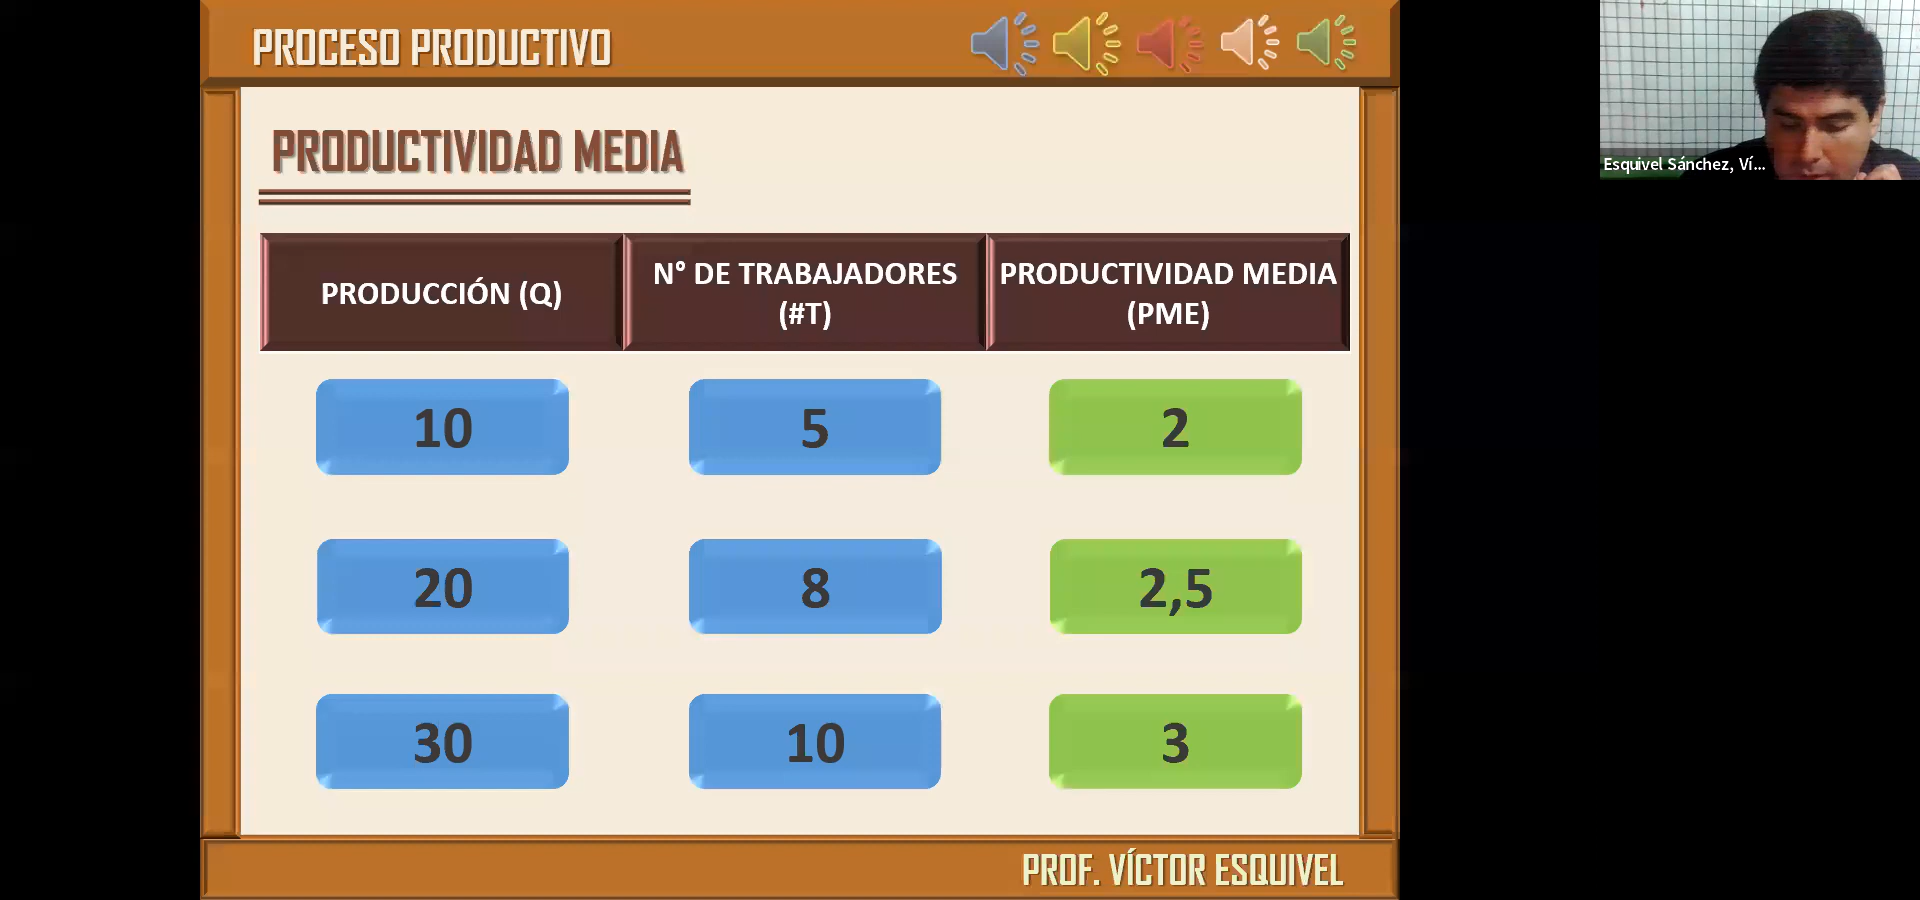 PROCESO PRODUCTIVO
PRODUCTIVIDAD MEDIA
PRODUCCIÓN (Q)
N° DE TRABAJADORES
(#T)
PRODUCTIVIDAD MEDIA
(PME)
10 5 2
20 8 2,5
30 10 3
PROF. VÍCTOR ESQUIVEL
Esquivel Sánchez, Ví...